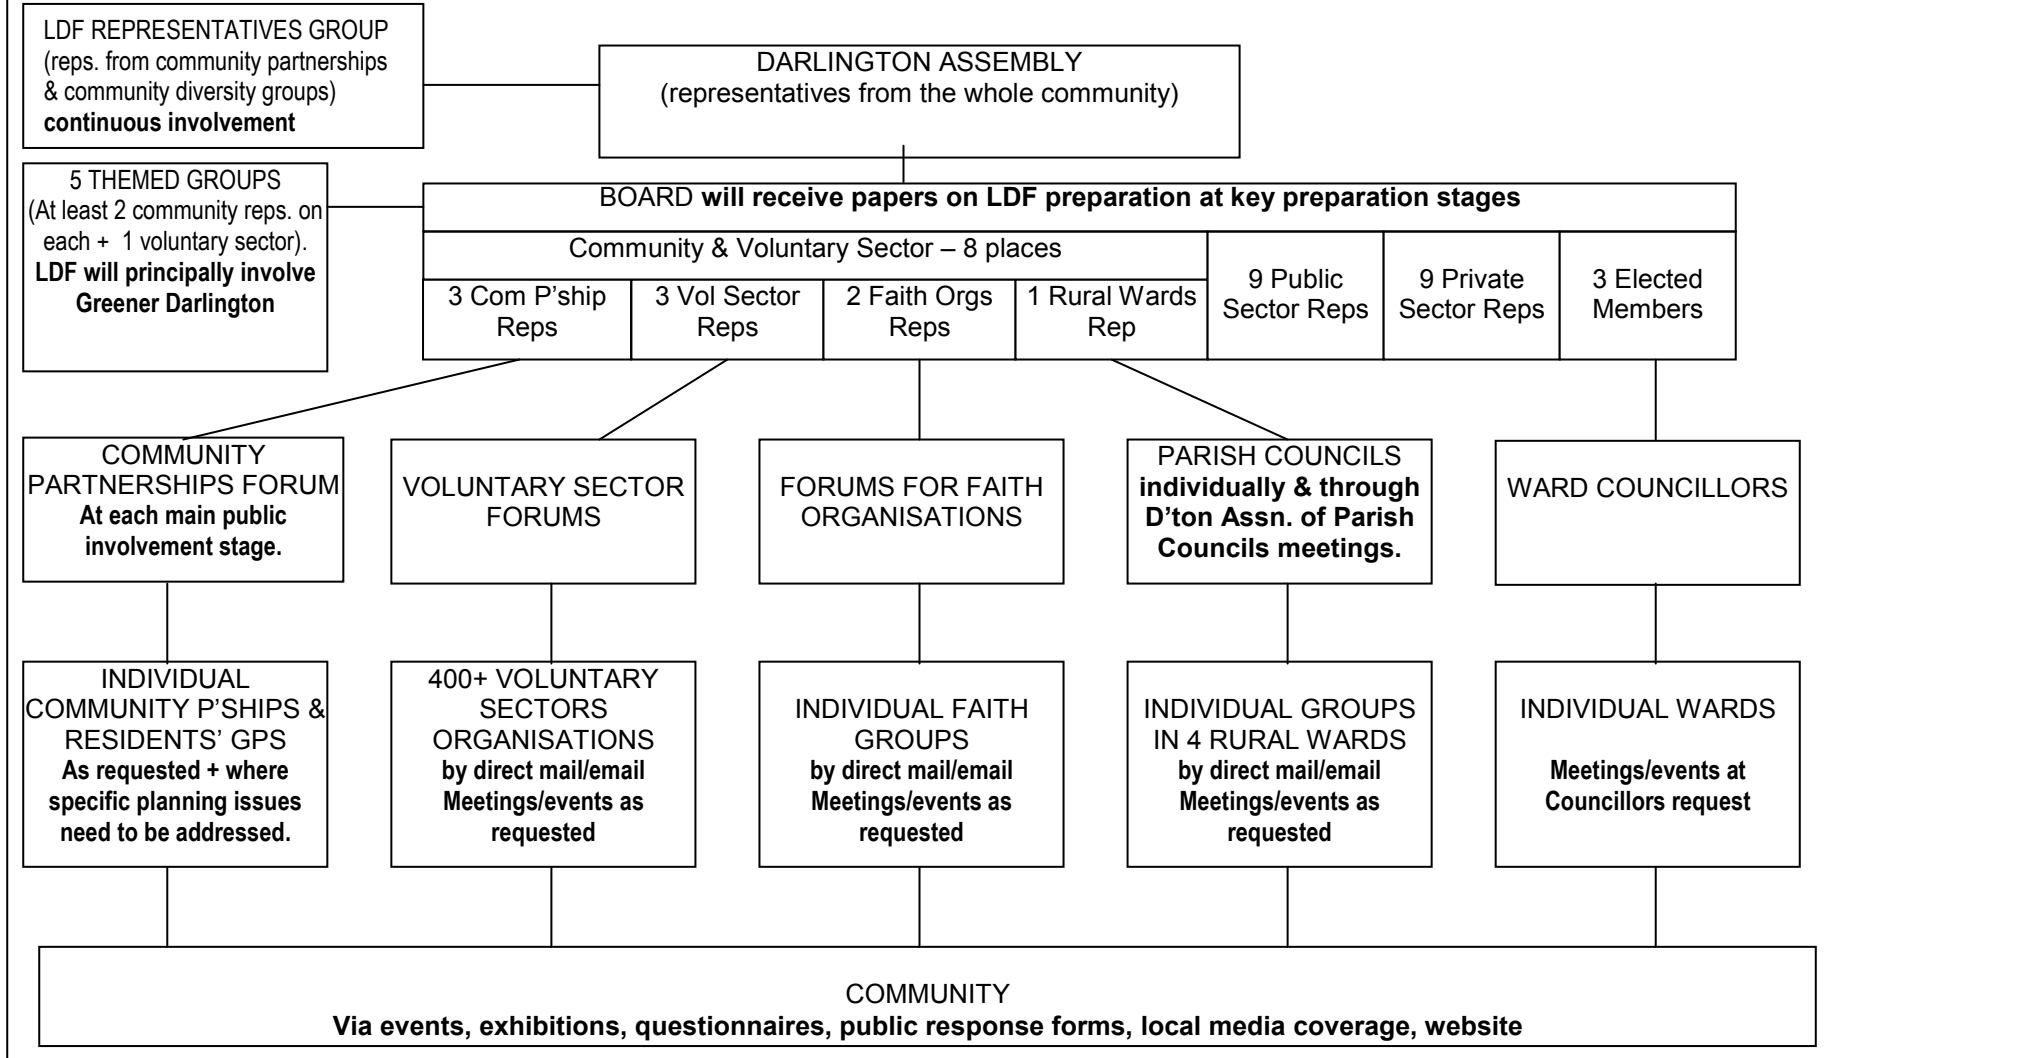 LDF REPRESENTATIVES GROUP
(reps. from community partnerships
& community diversity groups)
continuous involvement
DARLINGTON ASSEMBLY
(representatives from the whole community)
5 THEMED GROUPS
(At least 2 community reps. on
each + 1 voluntary sector).
LDF will principally involve
Greener Darlington
BOARD will receive papers on LDF preparation at key preparation stages
Community & Voluntary Sector – 8 places
3 Com P’ship
Reps
3 Vol Sector
Reps
2 Faith Orgs
Reps
1 Rural Wards
Rep
9 Public
Sector Reps
9 Private
Sector Reps
3 Elected
Members
COMMUNITY
PARTNERSHIPS FORUM
At each main public
involvement stage.
VOLUNTARY SECTOR
FORUMS
FORUMS FOR FAITH
ORGANISATIONS
PARISH COUNCILS
individually & through
D’ton Assn. of Parish
Councils meetings.
WARD COUNCILLORS
INDIVIDUAL
COMMUNITY P’SHIPS &
RESIDENTS’ GPS
As requested + where
specific planning issues
need to be addressed.
400+ VOLUNTARY
SECTORS
ORGANISATIONS
by direct mail/email
Meetings/events as
requested
INDIVIDUAL FAITH
GROUPS
by direct mail/email
Meetings/events as
requested
INDIVIDUAL GROUPS
IN 4 RURAL WARDS
by direct mail/email
Meetings/events as
requested
INDIVIDUAL WARDS
Meetings/events at
Councillors request
COMMUNITY
Via events, exhibitions, questionnaires, public response forms, local media coverage, website